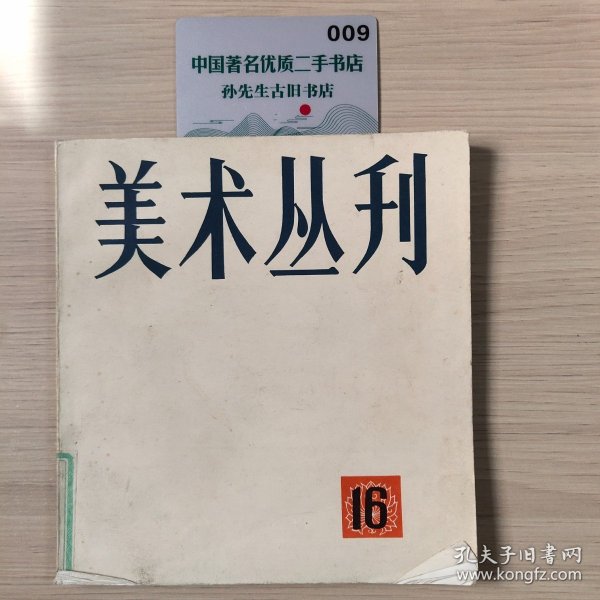 009
中国著名优质二手书店
孙先生古旧书店
美术丛刊
16
孔夫子旧书网
www.kongfz.com